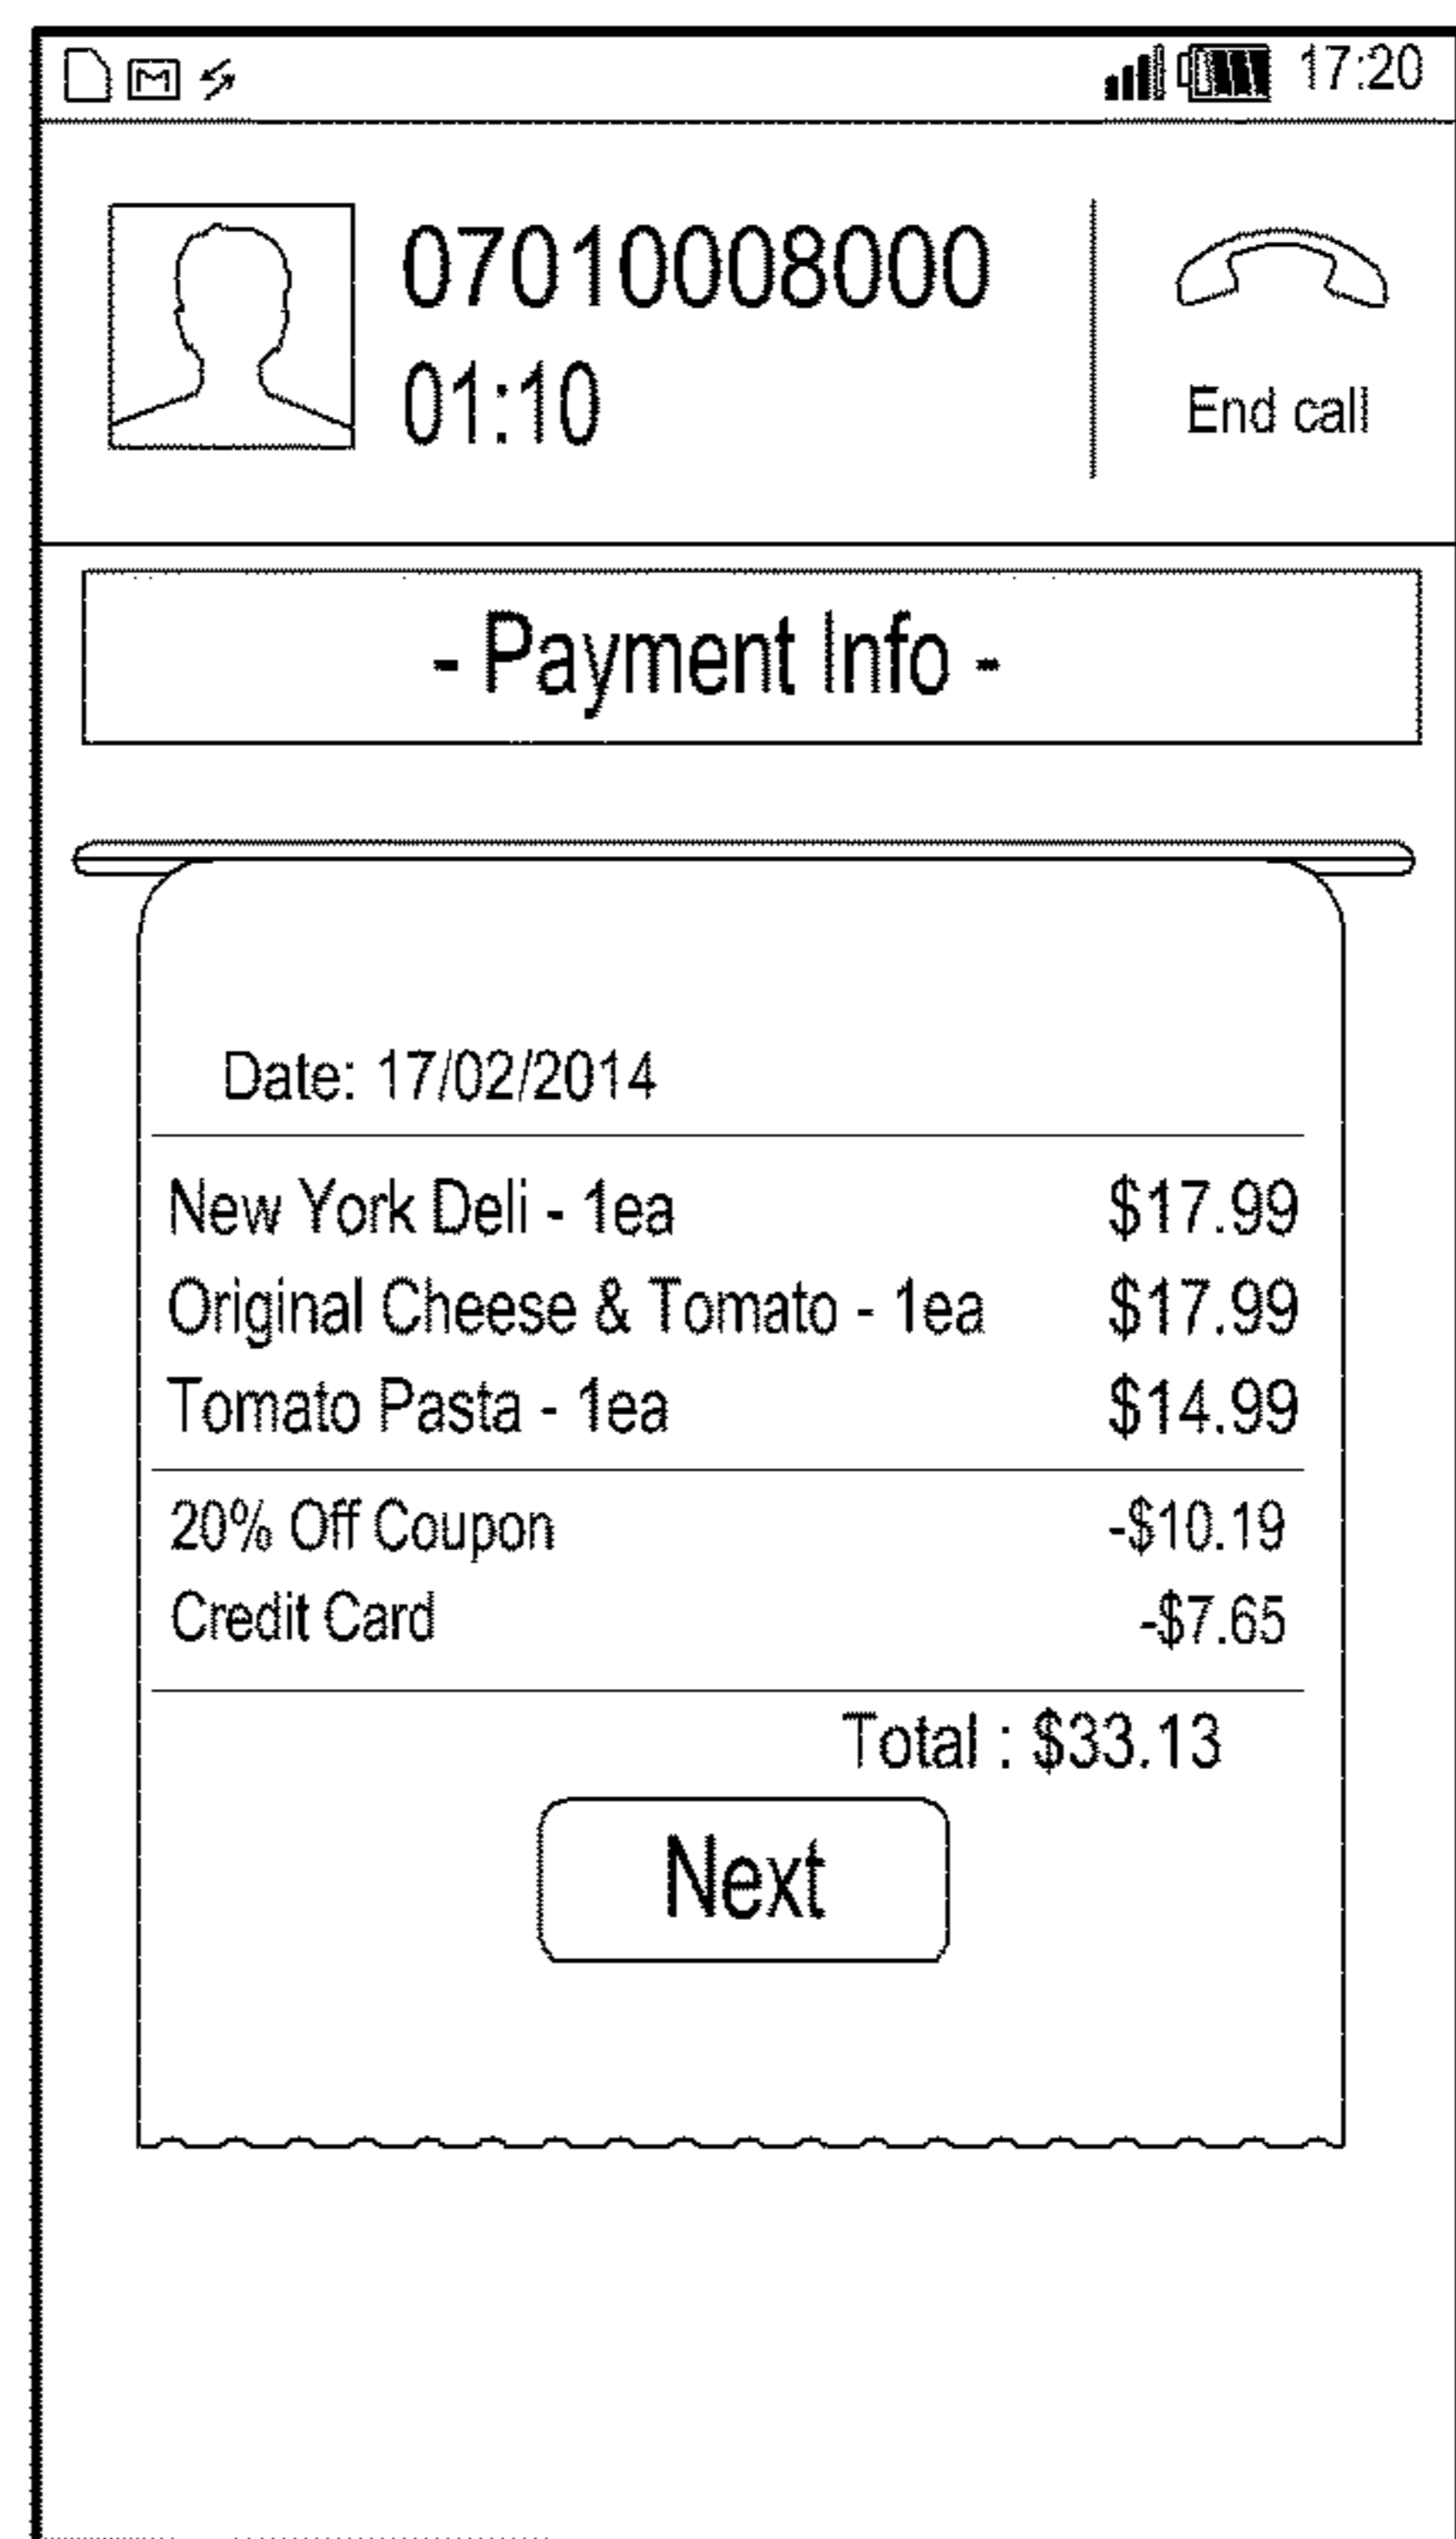 17:20
07010008000
01:10
End call
- Payment Info -
Date: 17/02/2014
New York Deli - 1ea $17.99
Original Cheese & Tomato - 1ea $17.99
Tomato Pasta - 1ea $14.99
20% Off Coupon -$10.19
Credit Card -$7.65
Total : $33.13
Next